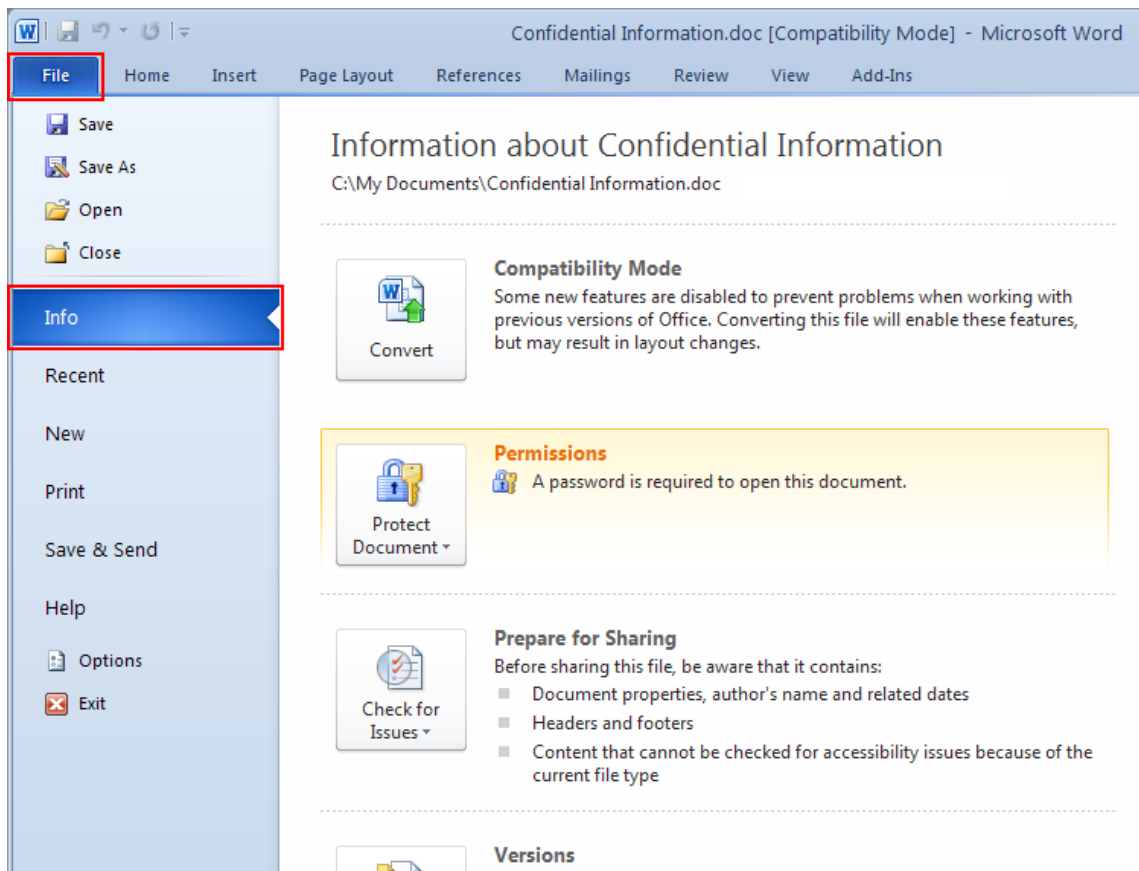 Confidential Information.doc [Compatibility Mode] - Microsoft Word
File Home Insert Page Layout References Mailings Review View Add-Ins
Save
Save As
Open
Close
Info
Recent
New
Print
Save & Send
Help
Options
Exit
Information about Confidential Information
C:\My Documents\Confidential Information.doc
Convert
Compatibility Mode
Some new features are disabled to prevent problems when working with
previous versions of Office. Converting this file will enable these features,
but may result in layout changes.
Protect
Document
Permissions
A password is required to open this document.
Check for
Issues
Prepare for Sharing
Before sharing this file, be aware that it contains:
Document properties, author's name and related dates
Headers and footers
Content that cannot be checked for accessibility issues because of the
current file type
Versions